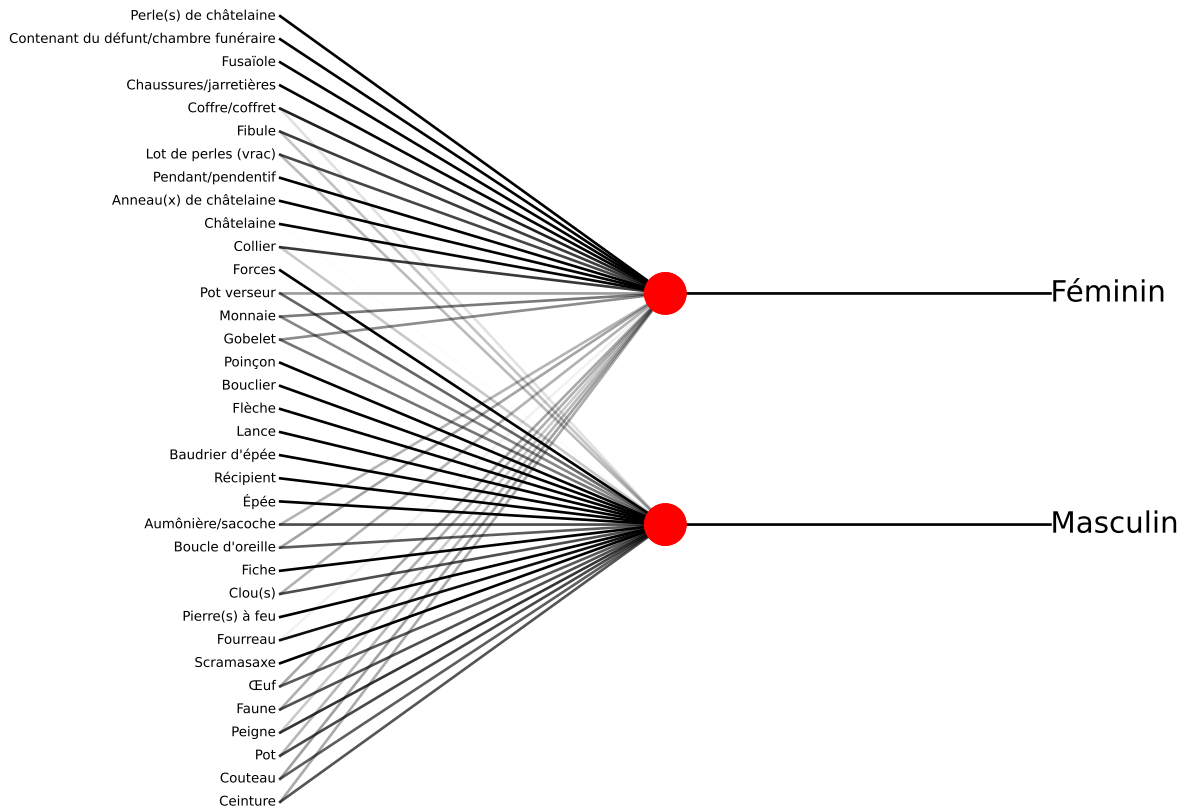 Perle(s) de châtelaine
Contenant du défunt/chambre funéraire
Fusaïole
Chaussures/jarretières
Coffre/coffret
Fibule
Lot de perles (vrac)
Pendant/pendentif
Anneau(x) de châtelaine
Châtelaine
Collier
Forces
Pot verseur
Monnaie
Gobelet
Poinçon
Bouclier
Flèche
Lance
Baudrier d'épée
Récipient
Épée
Aumônière/sacoche
Boucle d'oreille
Fiche
Clou(s)
Pierre(s) à feu
Fourreau
Scramasaxe
Œuf
Faune
Peigne
Pot
Couteau
Ceinture
Féminin
Masculin